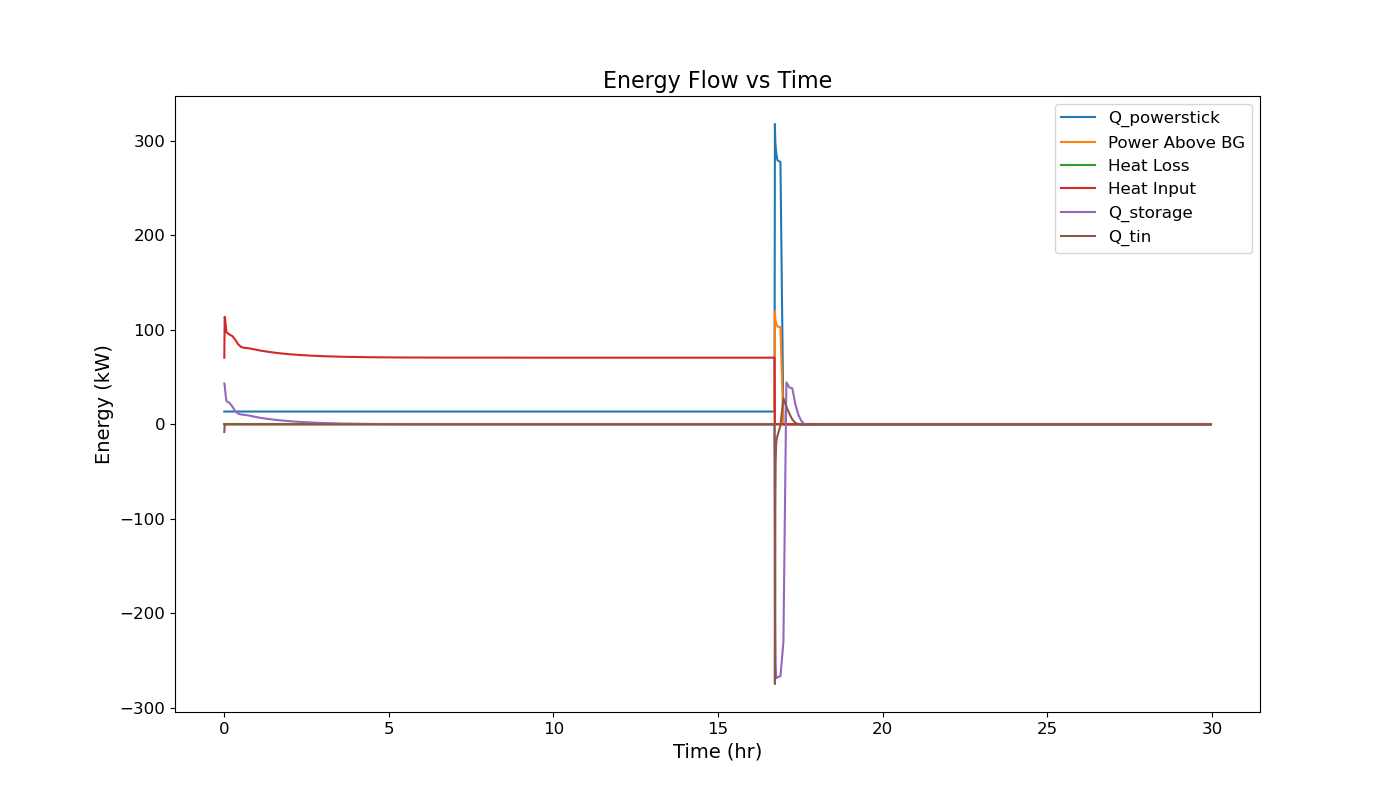 Energy Flow vs Time
Q_powerstick
Power Above BG
Heat Loss
Heat Input
Q_storage
Q_tin
Energy (kW)
300
200
100
0
−100
−200
−300
0 5 10 15 20 25 30
Time (hr)